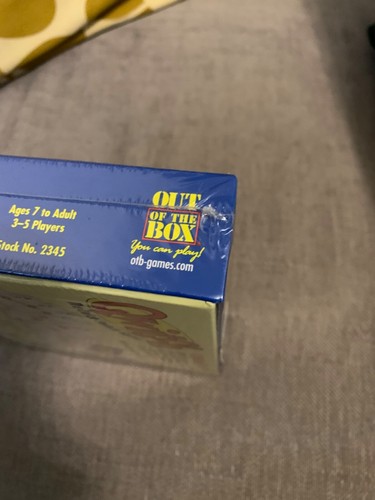 Ages 7 to Adult
3–5 Players
Stock No. 2345
OUT
OF THE
BOX
You can play!
otb-games.com